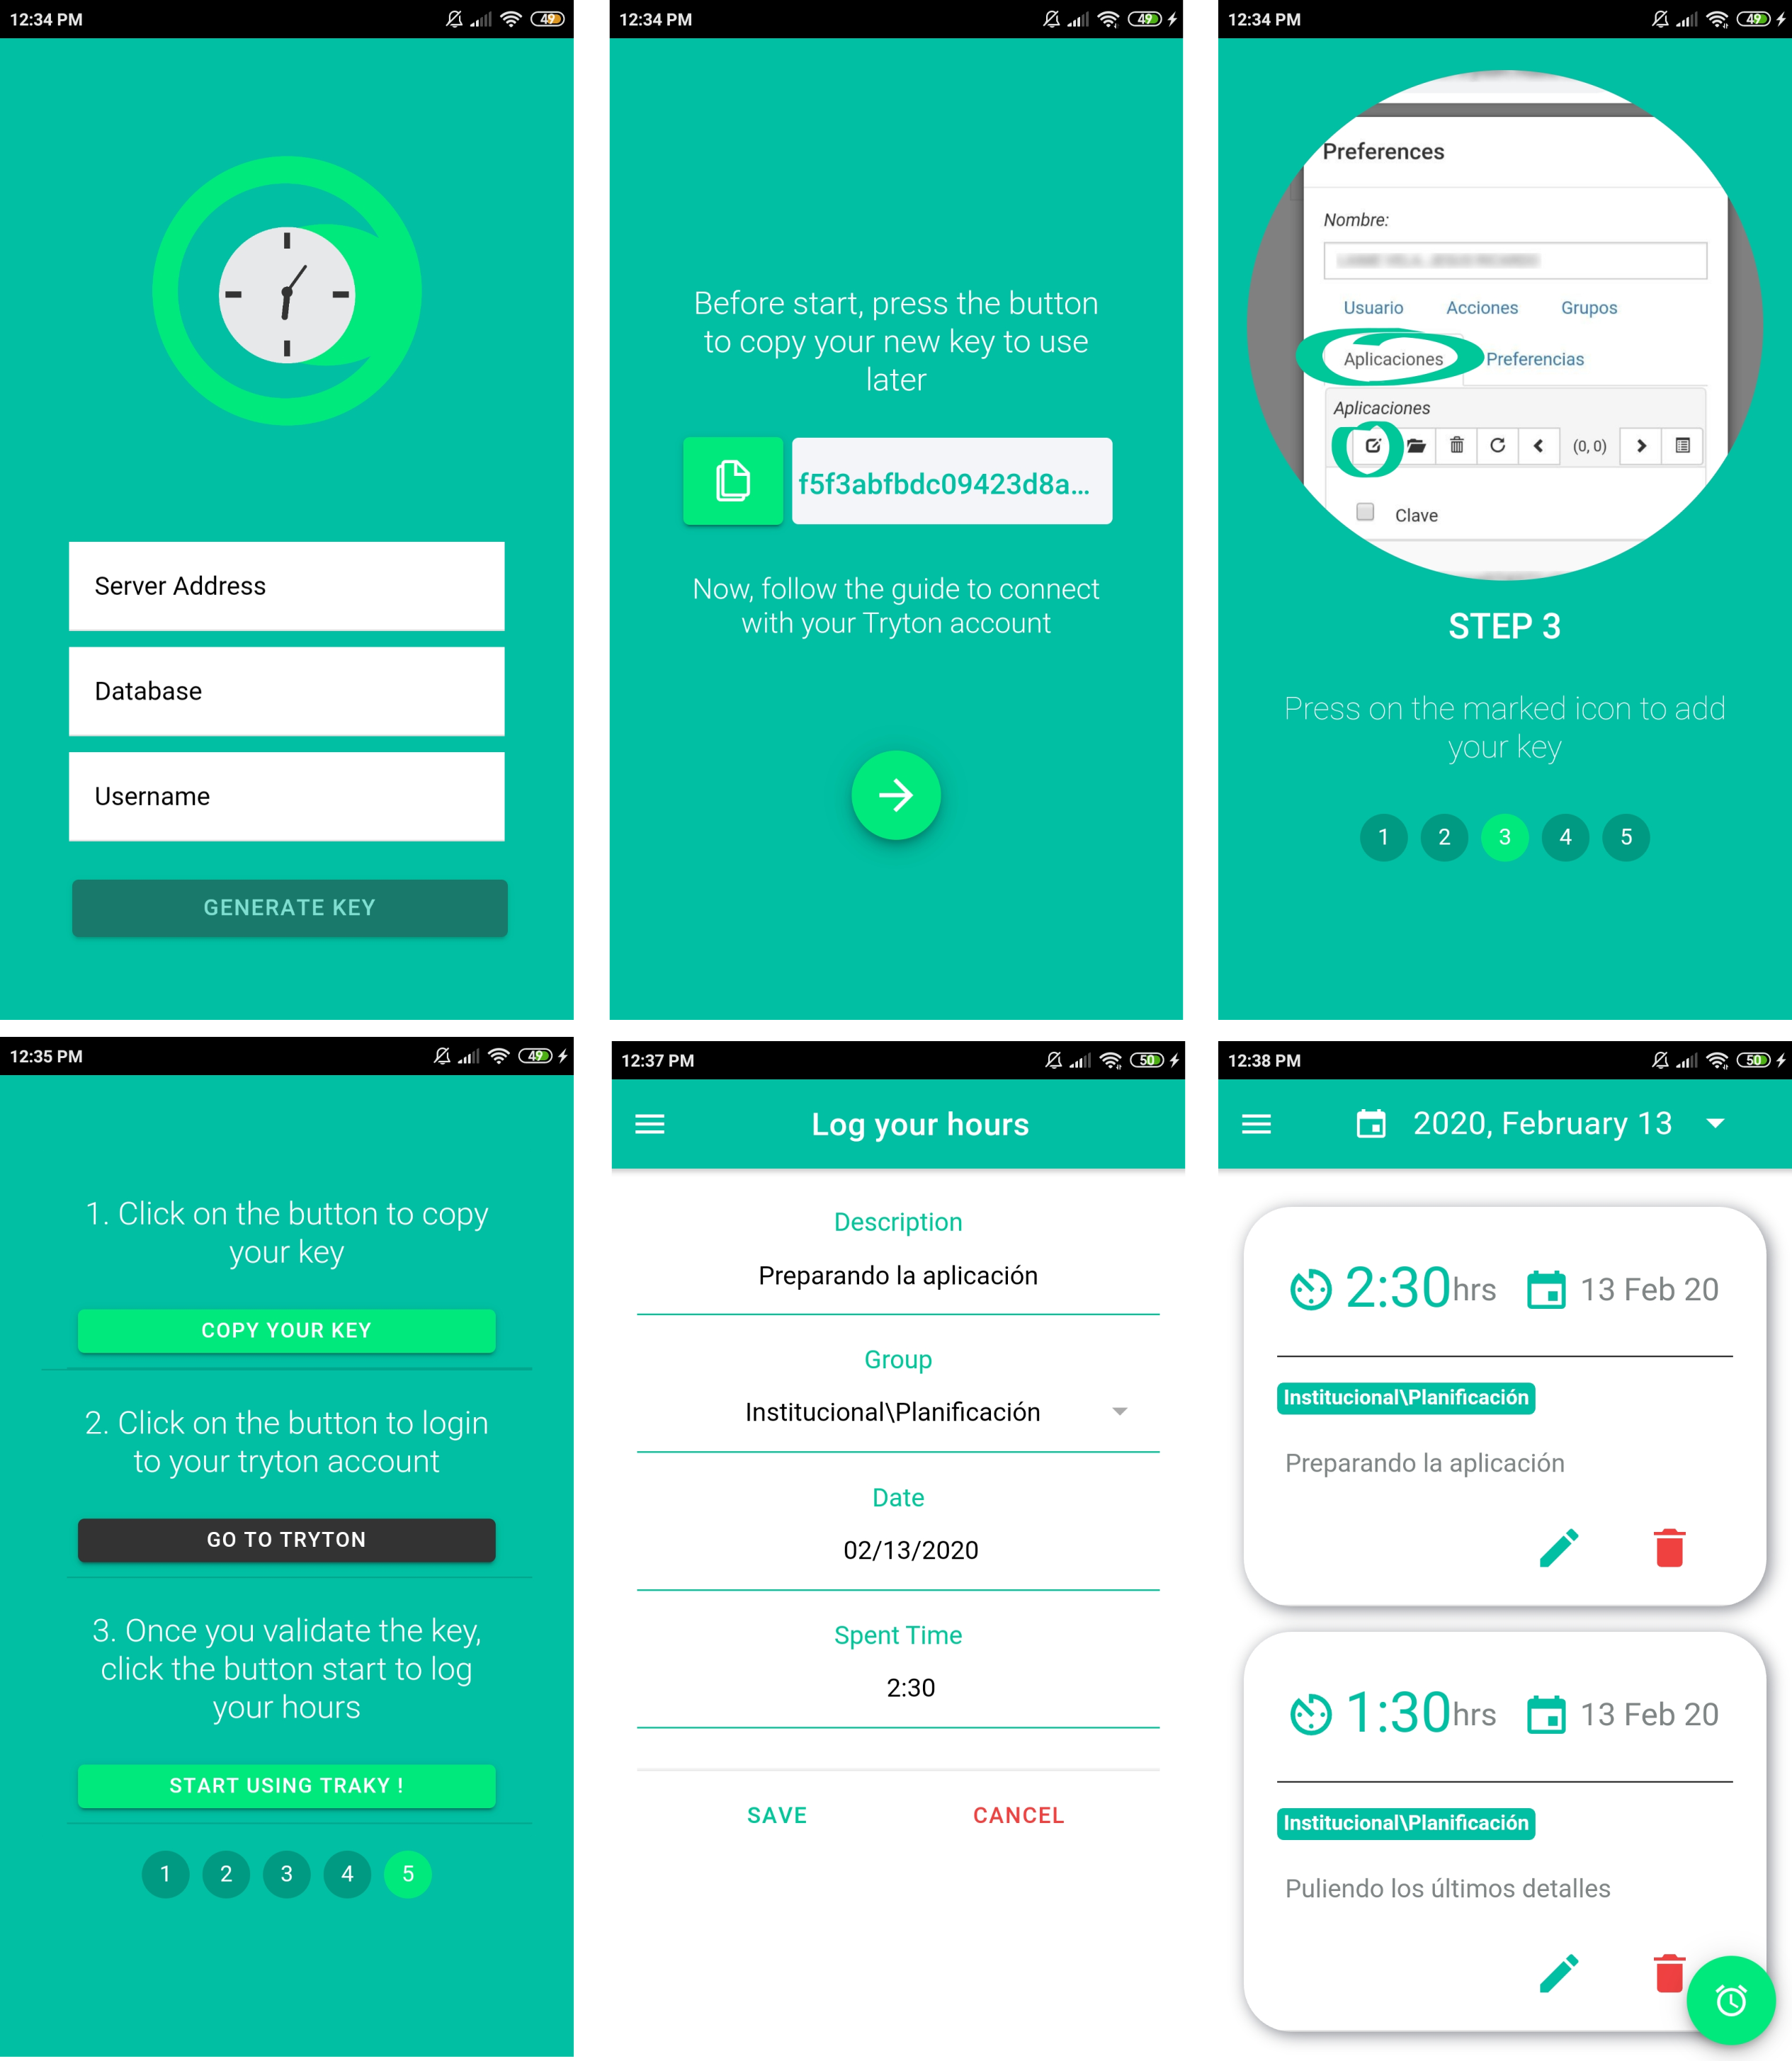 12:34 PM
49
Server Address
Database
Username
GENERATE KEY
12:34 PM
49
Before start, press the button
to copy your new key to use
later
f5f3abfbdc09423d8a...
Now, follow the guide to connect
with your Tryton account
12:34 PM
49
Preferences
Nombre:
Usuario Acciones Grupos
Aplicaciones Preferencias
Aplicaciones
(0, 0)
Clave
STEP 3
Press on the marked icon to add
your key
1 2 3 4 5
12:35 PM
49
1. Click on the button to copy
your key
COPY YOUR KEY
2. Click on the button to login
to your tryton account
GO TO TRYTON
3. Once you validate the key,
click the button start to log
your hours
START USING TRAKY !
1 2 3 4 5
12:37 PM
50
Log your hours
Description
Preparando la aplicación
Group
Institucional\Planificación
Date
02/13/2020
Spent Time
2:30
SAVE CANCEL
12:38 PM
50
2020, February 13
2:30hrs 13 Feb 20
Institucional\Planificación
Preparando la aplicación
1:30hrs 13 Feb 20
Institucional\Planificación
Puliendo los últimos detalles